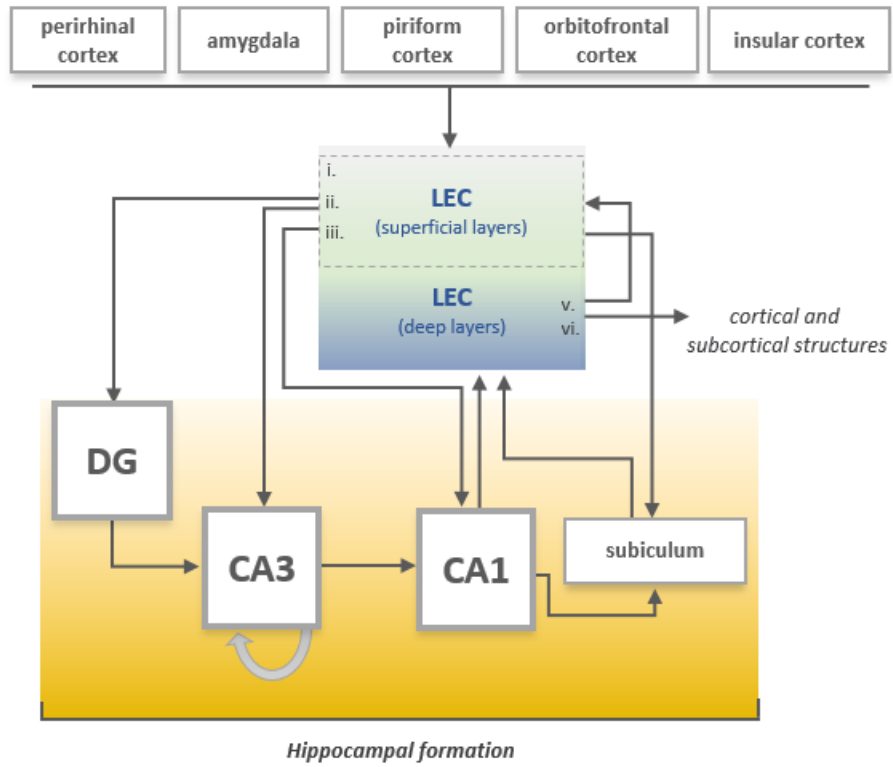 perirhinal
cortex
amygdala
piriform
cortex
orbitofrontal
cortex
insular cortex
i.
ii.
iii.
LEC
(superficial layers)
LEC
(deep layers)
v.
vi.
cortical and
subcortical structures
DG
CA3
CA1
subiculum
Hippocampal formation